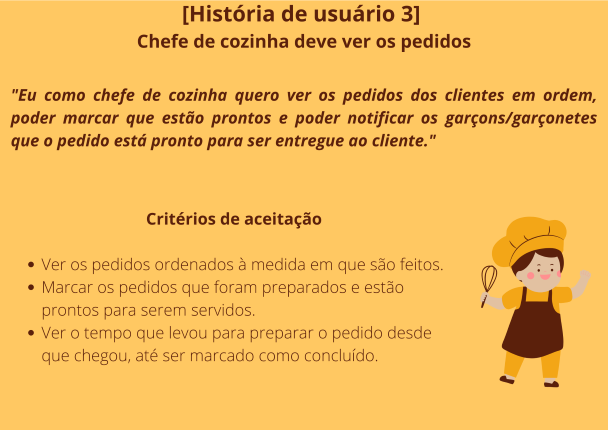 [História de usuário 3]
Chefe de cozinha deve ver os pedidos
"Eu como chefe de cozinha quero ver os pedidos dos clientes em ordem,
poder marcar que estão prontos e poder notificar os garçons/garçonetes
que o pedido está pronto para ser entregue ao cliente."
Critérios de aceitação
• Ver os pedidos ordenados à medida em que são feitos.
• Marcar os pedidos que foram preparados e estão
prontos para serem servidos.
• Ver o tempo que levou para preparar o pedido desde
que chegou, até ser marcado como concluído.